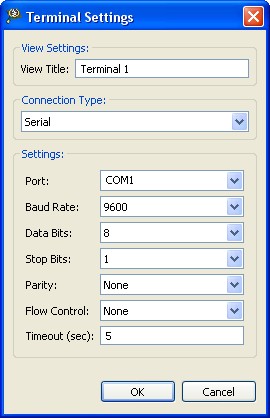 Terminal Settings
View Settings:
View Title: Terminal 1
Connection Type:
Serial
Settings:
Port: COM1
Baud Rate: 9600
Data Bits: 8
Stop Bits: 1
Parity: None
Flow Control: None
Timeout (sec): 5
OK Cancel